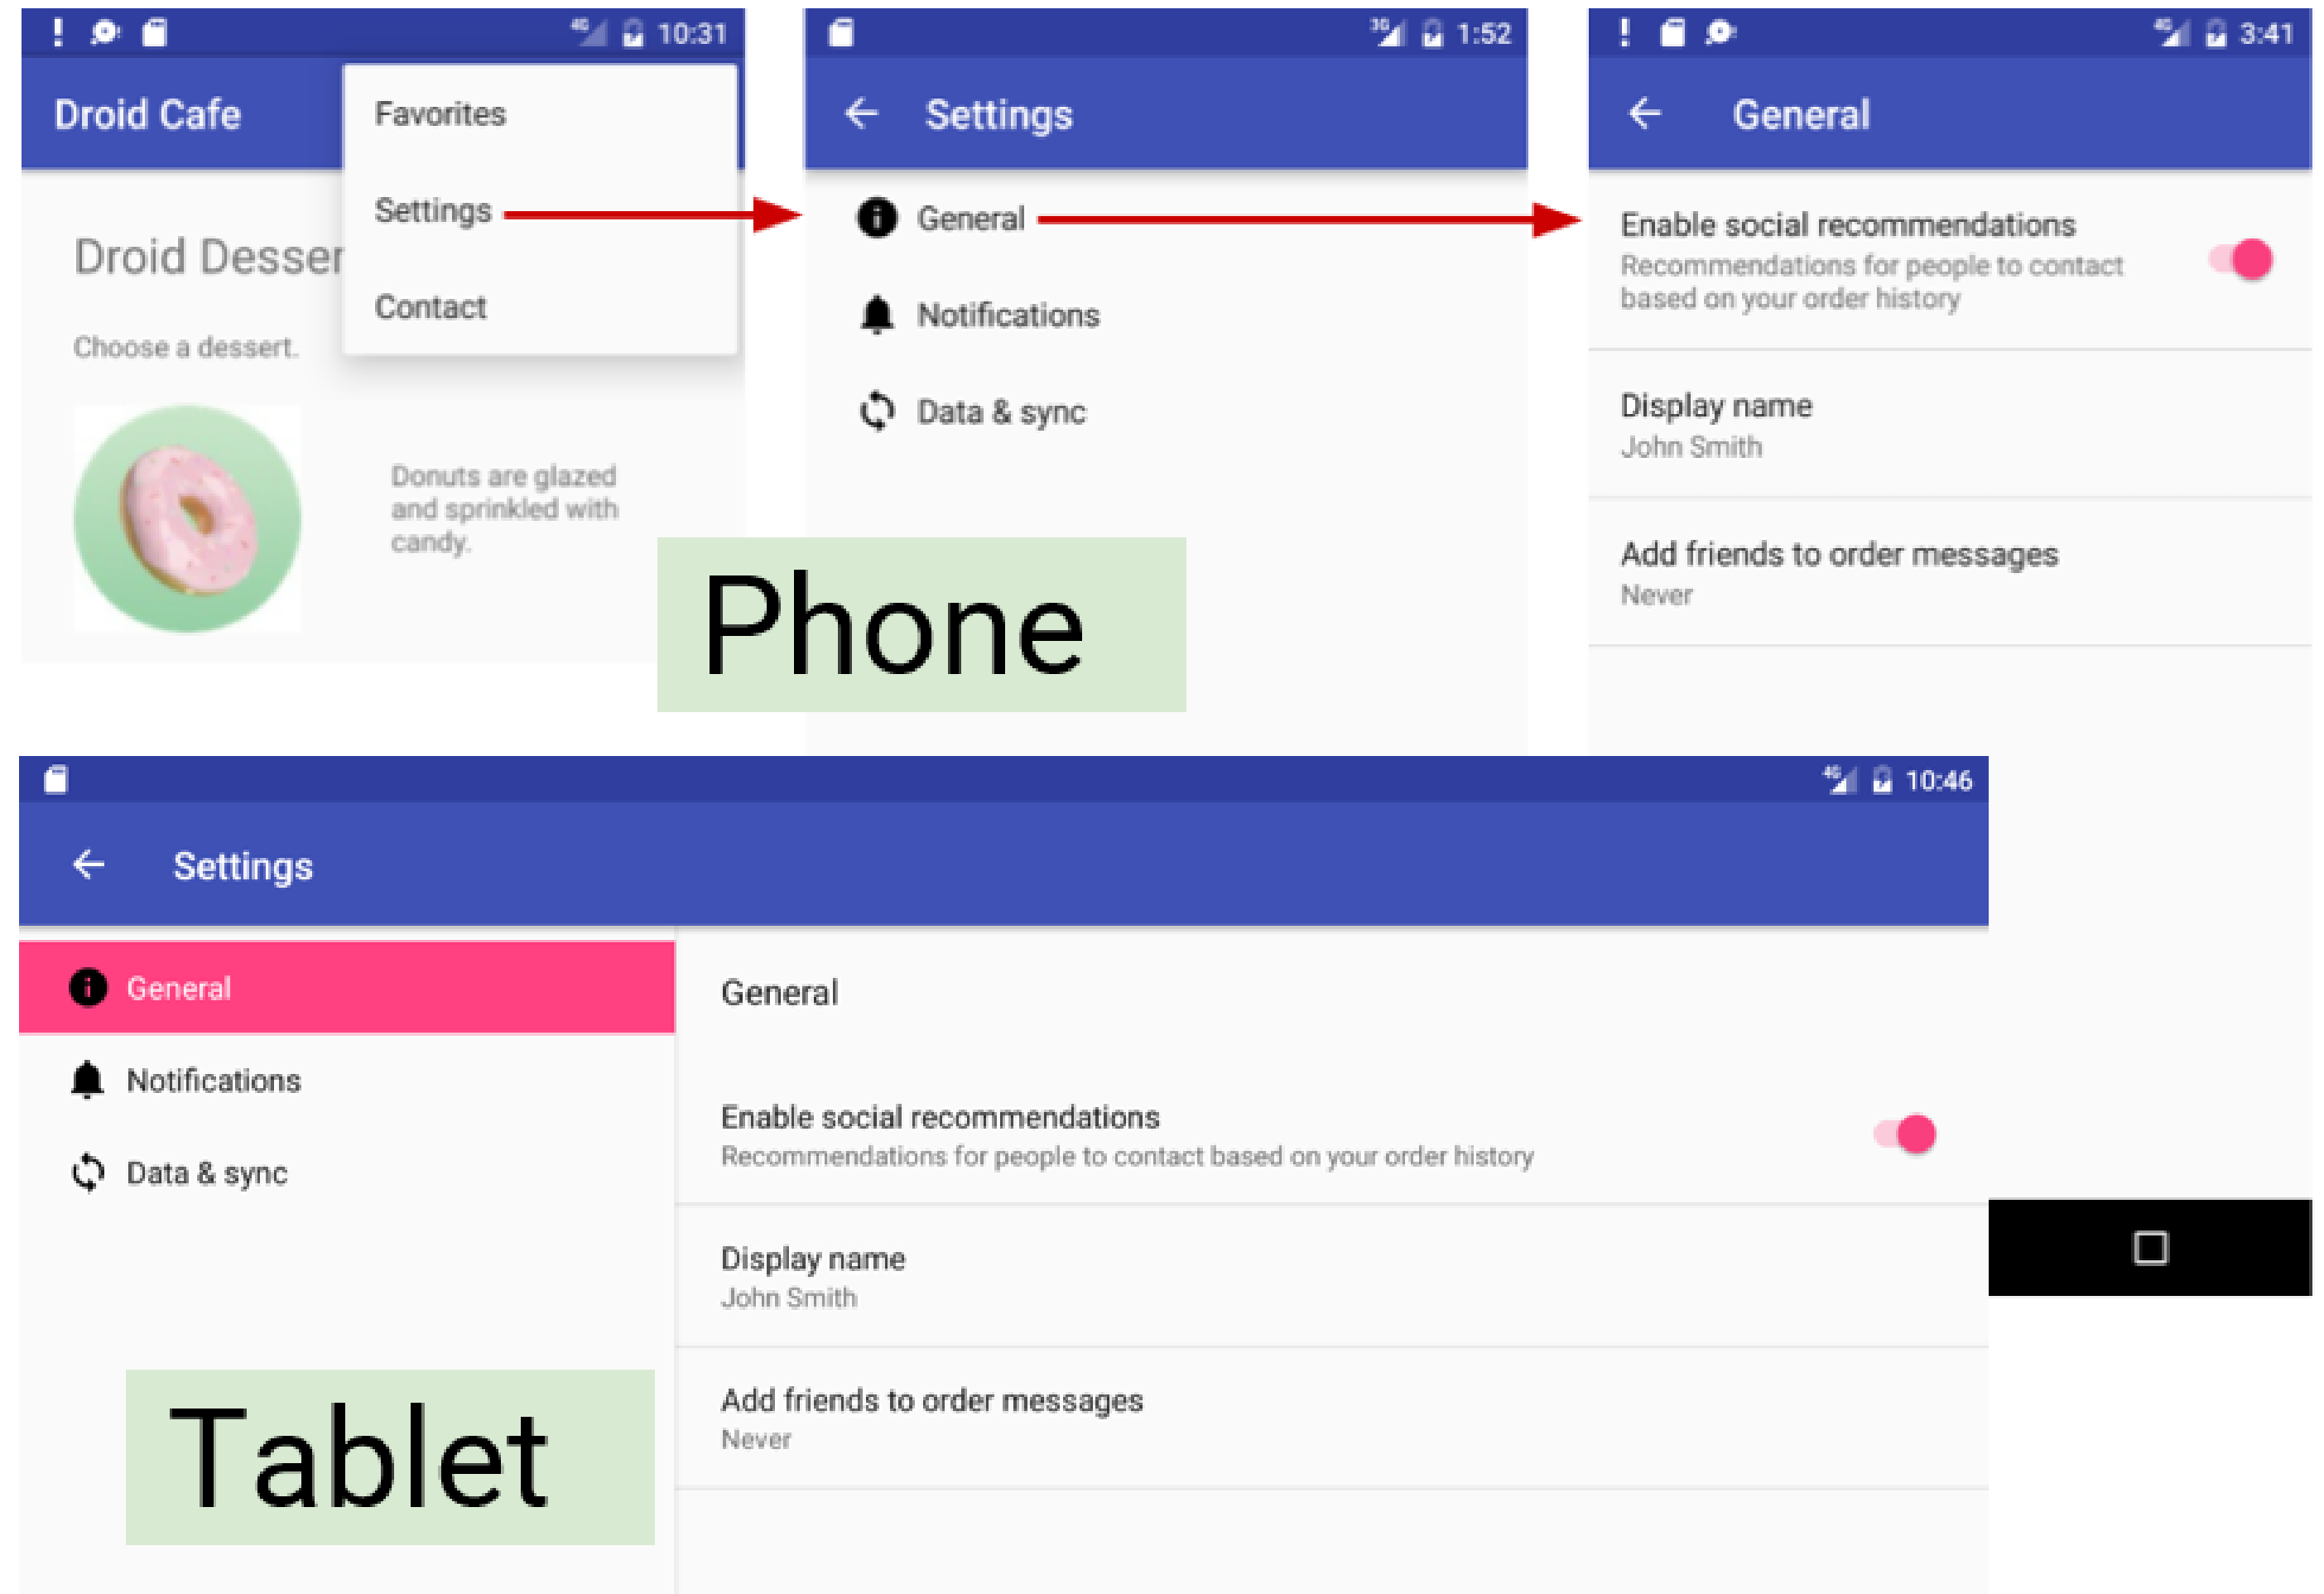 4G 10:31
Droid Cafe
Favorites
Settings
Contact
Droid Desser
Choose a dessert.
Donuts are glazed
and sprinkled with
candy.
3G 1:52
Settings
General
Notifications
Data & sync
4G 3:41
General
Enable social recommendations
Recommendations for people to contact
based on your order history
Display name
John Smith
Add friends to order messages
Never
Phone
4G 10:46
Settings
General
Notifications
Data & sync
General
Enable social recommendations
Recommendations for people to contact based on your order history
Display name
John Smith
Add friends to order messages
Never
Tablet